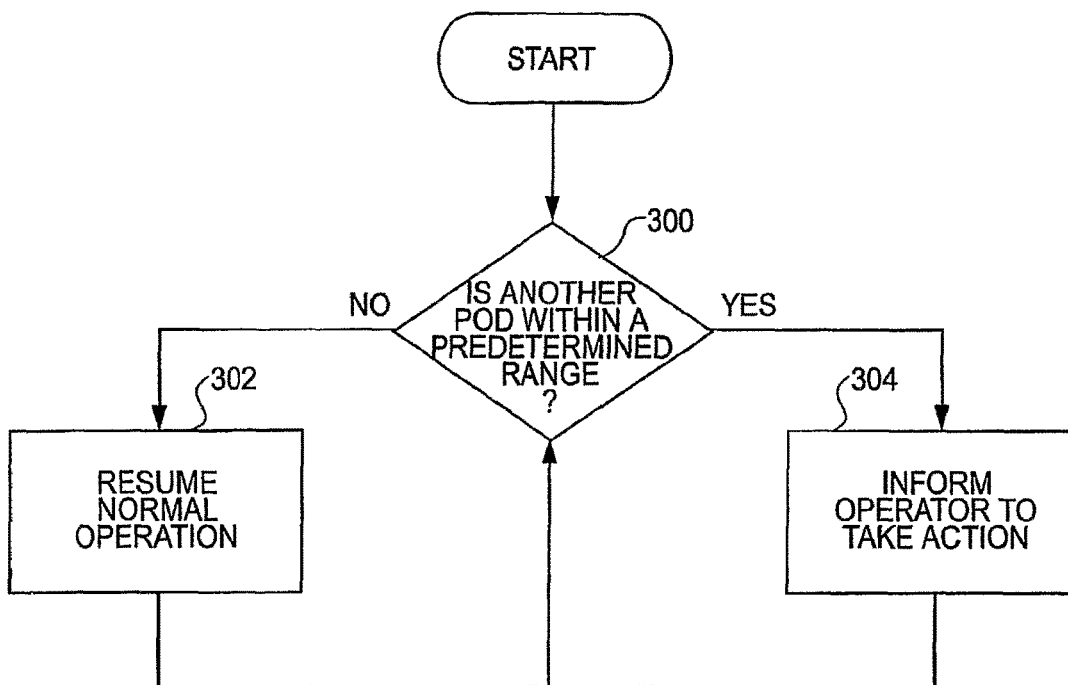 START
300
NO
IS ANOTHER
POD WITHIN A
PREDETERMINED
RANGE
?
YES
302
304
RESUME
NORMAL
OPERATION
INFORM
OPERATOR TO
TAKE ACTION